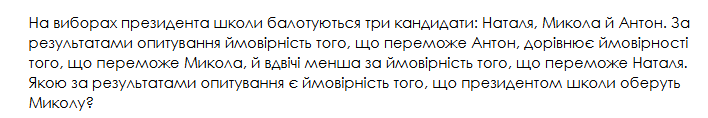 На виборах президента школи балотуються три кандидати: Наталя, Микола й Антон. За
результатами опитування ймовірність того, що переможе Антон, дорівнює ймовірності
того, що переможе Микола, й вдвічі менша за ймовірність того, що переможе Наталя.
Якою за результатами опитування є ймовірність того, що президентом школи оберуть
Миколу?